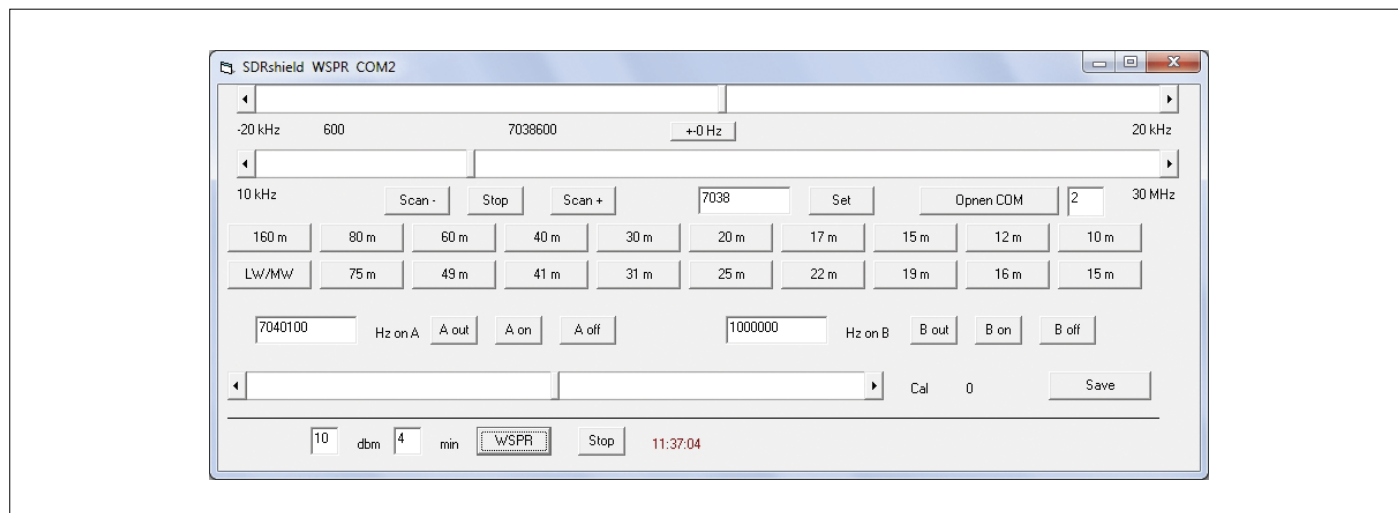 SDRshield WSPR COM2
-20 kHz 600 7038600 +-0 Hz 20 kHz
10 kHz Scan - Stop Scan + 7038 Set Opnen COM 2 30 MHz
160 m 80 m 60 m 40 m 30 m 20 m 17 m 15 m 12 m 10 m
LW/MW 75 m 49 m 41 m 31 m 25 m 22 m 19 m 16 m 15 m
7040100 Hz on A A out A on A off 1000000 Hz on B B out B on B off
Cal 0 Save
10 dbm 4 min WSPR Stop 11:37:04